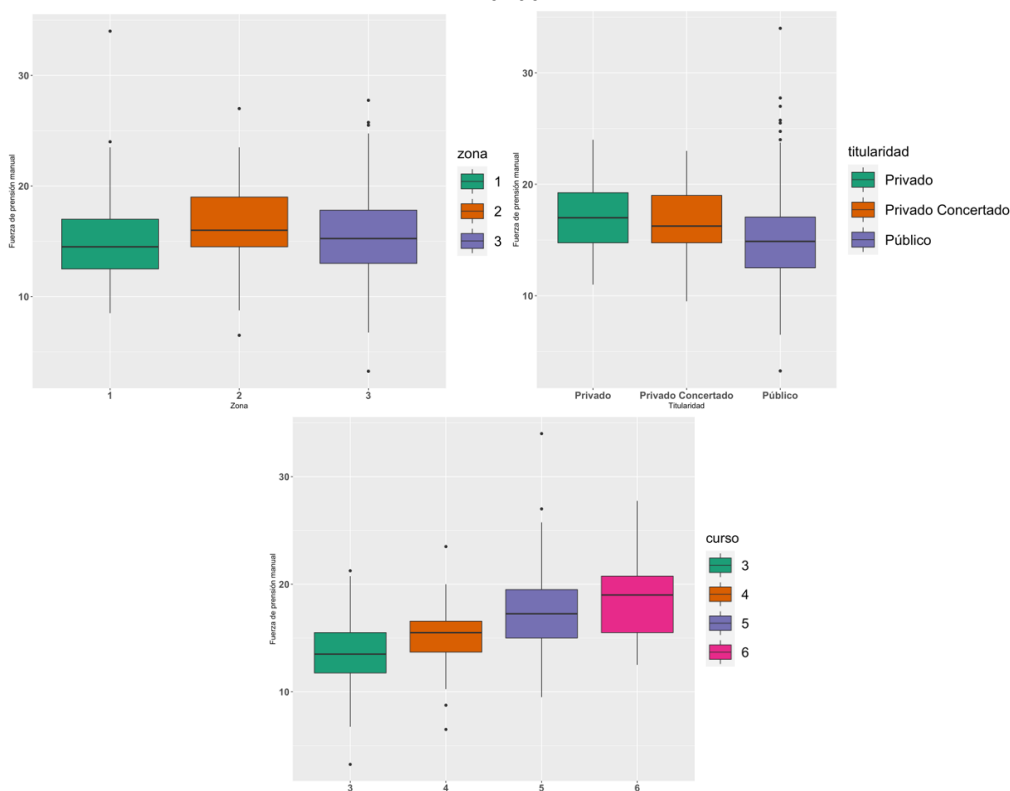 30
20
10
Fuerza de prensión manual
1
2
3
Zona
zona
1
2
3
30
20
10
Fuerza de prensión manual
Privado
Privado Concertado
Público
Titularidad
titularidad
Privado
Privado Concertado
Público
30
20
10
Fuerza de prensión manual
3
4
5
6
curso
3
4
5
6